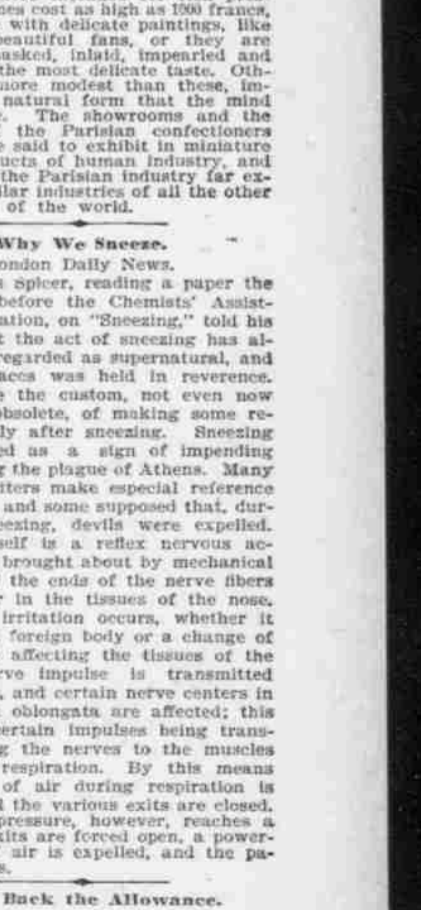 nes cost as high as 1000 francs,
with delicate paintings, like
beautiful fans, or they are
asked, inlaid, impearled and
the most delicate taste. Oth-
more modest than these, im-
natural form that the mind
e. The showrooms and the
the Parisian confectioners
e said to exhibit in miniature
ucts of human industry, and
the Parisian industry far ex-
ilar industries of all the other
of the world.
Why We Sneeze.
ondon Daily News.
s Spicer, reading a paper the
before the Chemists' Assist-
ation, on "Sneezing," told his
t the act of sneezing has al-
regarded as supernatural, and
aces was held in reverence.
e the custom, not even now
obsolete, of making some re-
ly after sneezing. Sneezing
ed as a sign of impending
g the plague of Athens. Many
iters make especial reference
and some supposed that, dur-
eezing, devils were expelled.
self is a reflex nervous ac-
brought about by mechanical
the ends of the nerve fibers
r in the tissues of the nose.
irritation occurs, whether it
foreign body or a change of
affecting the tissues of the
rve impulse is transmitted
, and certain nerve centers in
oblongata are affected; this
ertain impulses being trans-
g the nerves to the muscles
respiration. By this means
of air during respiration is
l the various exits are closed.
pressure, however, reaches a
xits are forced open, a power-
air is expelled, and the pa-
s.
Back the Allowance.